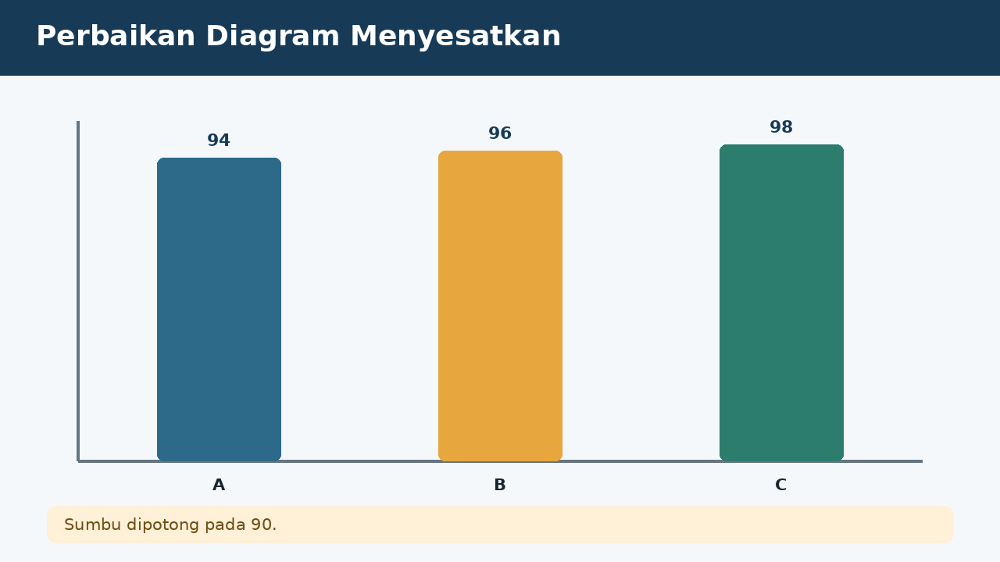 Perbaikan Diagram Menyesatkan
94
96
98
A
B
C
Sumbu dipotong pada 90.